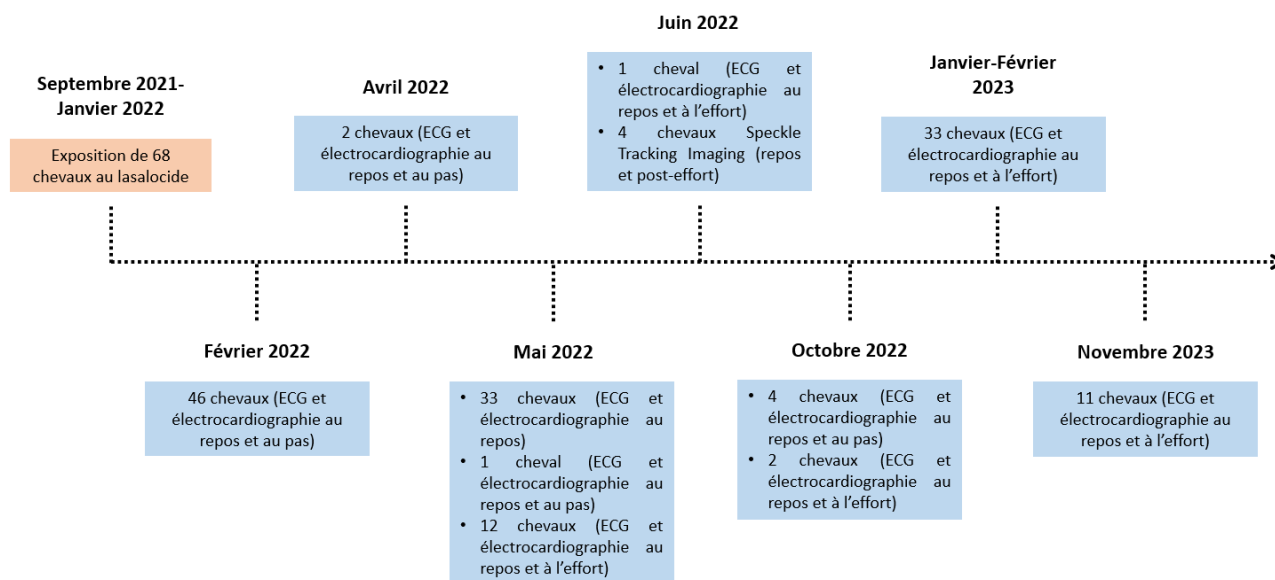 Septembre 2021-
Janvier 2022
Exposition de 68
chevaux au lasalocide
Février 2022
46 chevaux (ECG et
électrocardiographie au
repos et au pas)
Avril 2022
2 chevaux (ECG et
électrocardiographie au
repos et au pas)
Mai 2022
• 33 chevaux (ECG et
électrocardiographie au
repos)
• 1 cheval (ECG et
électrocardiographie au
repos et au pas)
• 12 chevaux (ECG et
électrocardiographie au
repos et à l'effort)
Juin 2022
• 1 cheval (ECG et
électrocardiographie au
repos et à l'effort)
• 4 chevaux Speckle
Tracking Imaging (repos
et post-effort)
Octobre 2022
• 4 chevaux (ECG et
électrocardiographie au
repos et au pas)
• 2 chevaux (ECG et
électrocardiographie au
repos et à l'effort)
Janvier-Février
2023
33 chevaux (ECG et
électrocardiographie au
repos et à l'effort)
Novembre 2023
11 chevaux (ECG et
électrocardiographie au
repos et à l'effort)